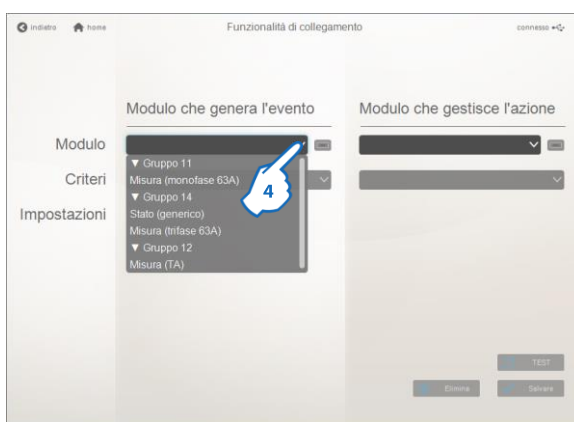 indietro home Funzionalità di collegamento connesso
Modulo che genera l'evento Modulo che gestisce l'azione
Modulo
▼ Gruppo 11
Criteri Misura (monofase 63A)
▼ Gruppo 14
4
Impostazioni Stato (generico)
Misura (trifase 63A)
▼ Gruppo 12
Misura (TA)
TEST
Elimina Salvare